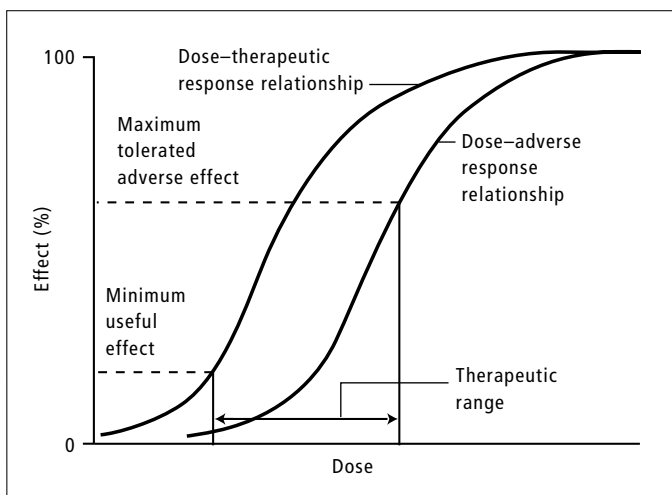 100
Dose–therapeutic
response relationship
Maximum
tolerated
adverse effect
Dose–adverse
response
relationship
Effect (%)
Minimum
useful
effect
Therapeutic
range
0
Dose